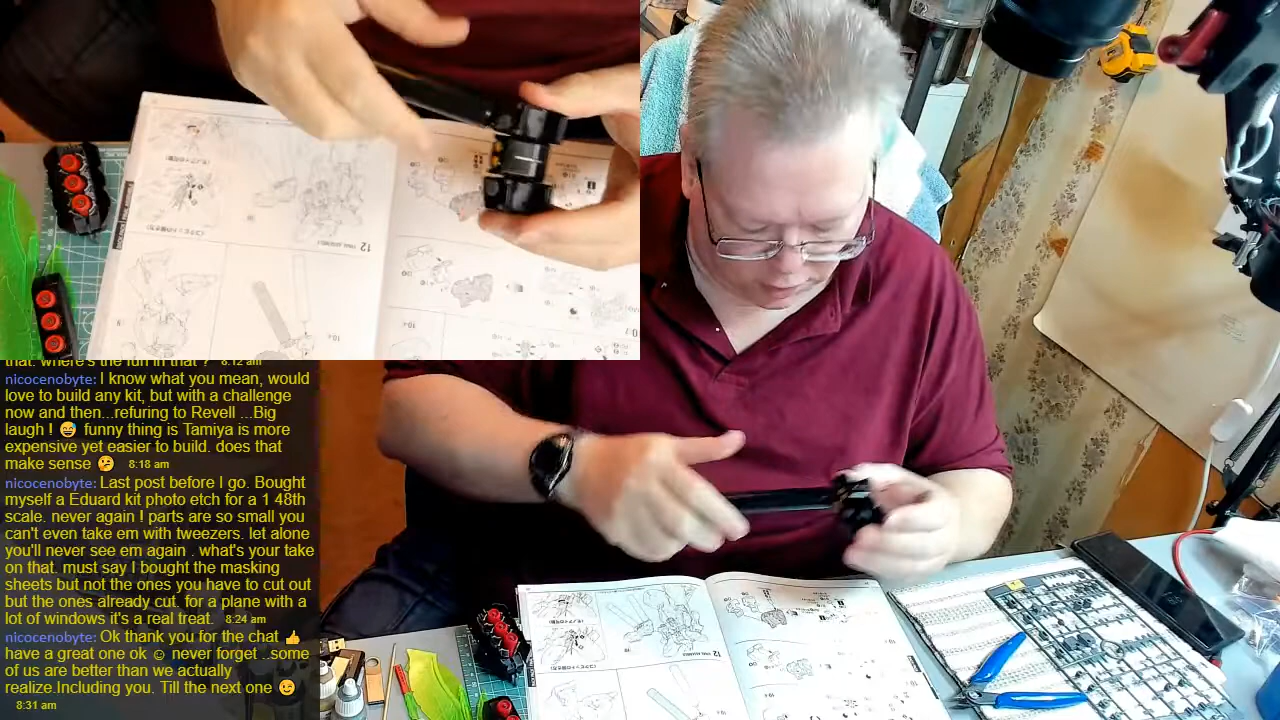 that. where's the fun in that ? 8:12 am
nicocenobyte: I know what you mean, would
love to build any kit, but with a challenge
now and then...refuring to Revell ...Big
laugh ! 😅 funny thing is Tamiya is more
expensive yet easier to build. does that
make sense 🤔 8:18 am
nicocenobyte: Last post before I go. Bought
myself a Eduard kit photo etch for a 1 48th
scale. never again ! parts are so small you
can't even take em with tweezers. let alone
you'll never see em again . what's your take
on that. must say I bought the masking
sheets but not the ones you have to cut out
but the ones already cut. for a plane with a
lot of windows it's a real treat. 8:24 am
nicocenobyte: Ok thank you for the chat 👍
have a great one ok ☺ never forget ..some
of us are better than we actually
realize.Including you. Till the next one 😉
8:31 am
12
12